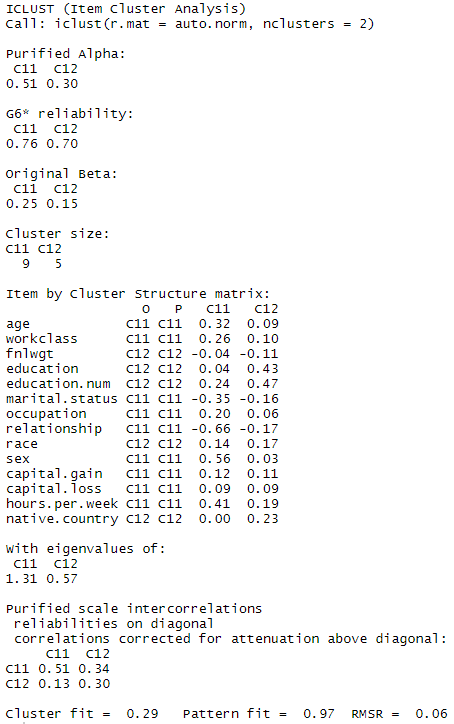 ICLUST (Item Cluster Analysis)
Call: iclust(r.mat = auto.norm, nclusters = 2)

Purified Alpha:
 C11  C12
0.51 0.30

G6* reliability:
 C11  C12
0.76 0.70

Original Beta:
 C11  C12
0.25 0.15

Cluster size:
C11 C12
  9   5

Item by Cluster Structure matrix:
                 O   P   C11   C12
age            C11 C11  0.32  0.09
workclass      C11 C11  0.26  0.10
fnlwgt         C12 C12 -0.04 -0.11
education      C12 C12  0.04  0.43
education.num  C12 C12  0.24  0.47
marital.status C11 C11 -0.35 -0.16
occupation     C11 C11  0.20  0.06
relationship   C11 C11 -0.66 -0.17
race           C12 C12  0.14  0.17
sex            C11 C11  0.56  0.03
capital.gain   C11 C11  0.12  0.11
capital.loss   C11 C11  0.09  0.09
hours.per.week C11 C11  0.41  0.19
native.country C12 C12  0.00  0.23

With eigenvalues of:
 C11  C12
1.31 0.57

Purified scale intercorrelations
 reliabilities on diagonal
 correlations corrected for attenuation above diagonal:
     C11  C12
C11 0.51 0.34
C12 0.13 0.30

Cluster fit =  0.29   Pattern fit =  0.97  RMSR =  0.06